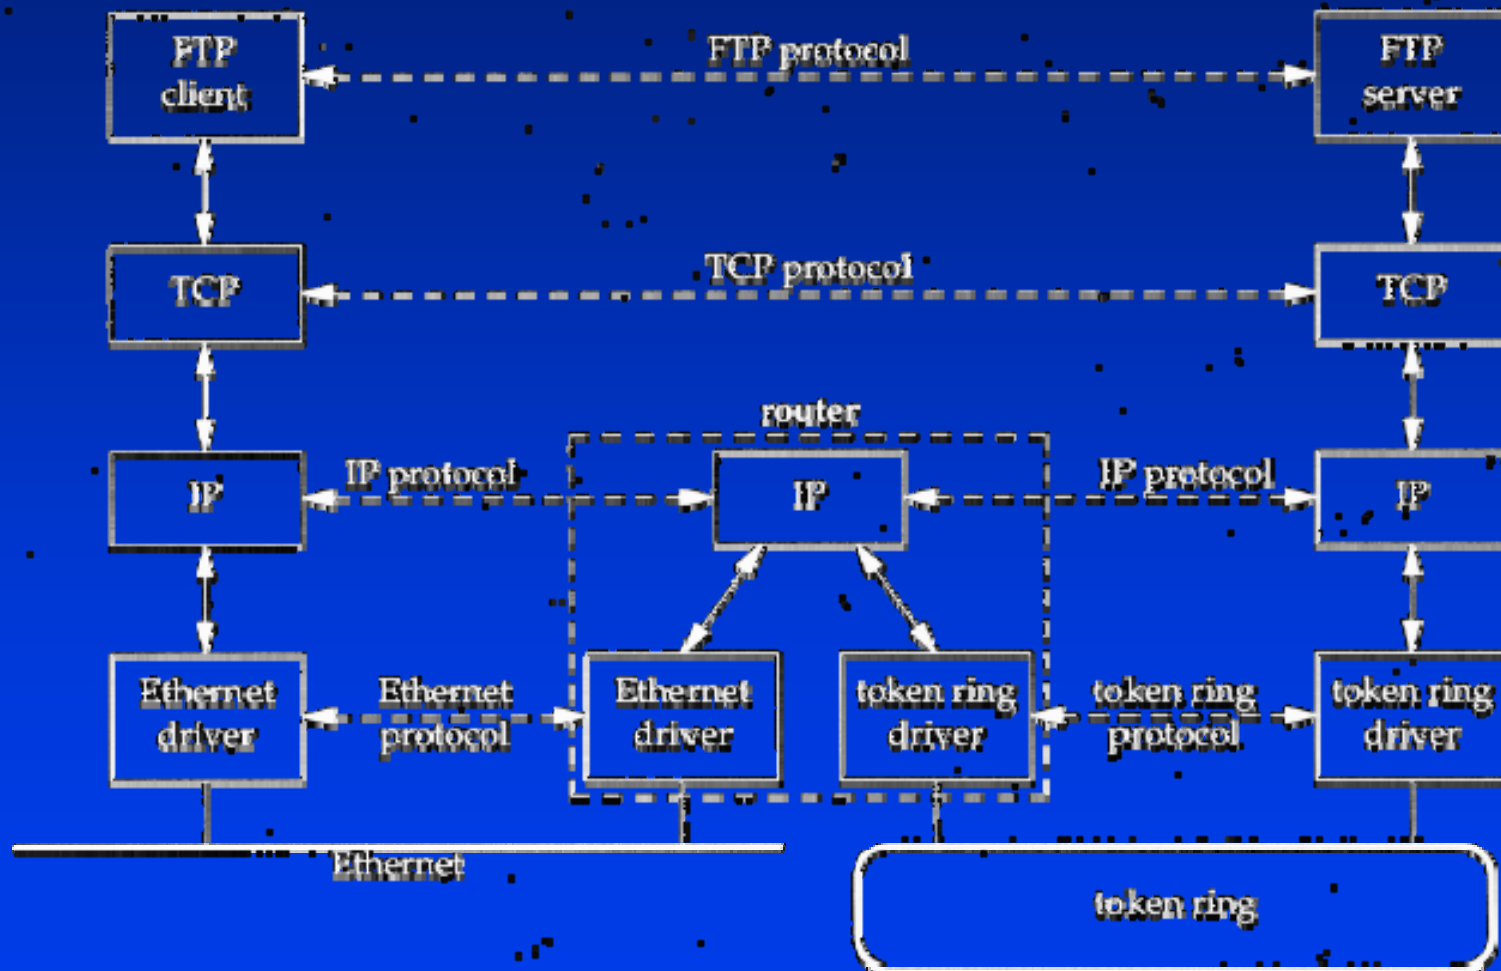 FTP
client
FTP protocol
FTP
server
TCP
TCP protocol
TCP
router
IP
IP protocol
IP
IP protocol
IP
Ethernet
driver
Ethernet
protocol
Ethernet
driver
token ring
driver
token ring
protocol
token ring
driver
Ethernet
token ring